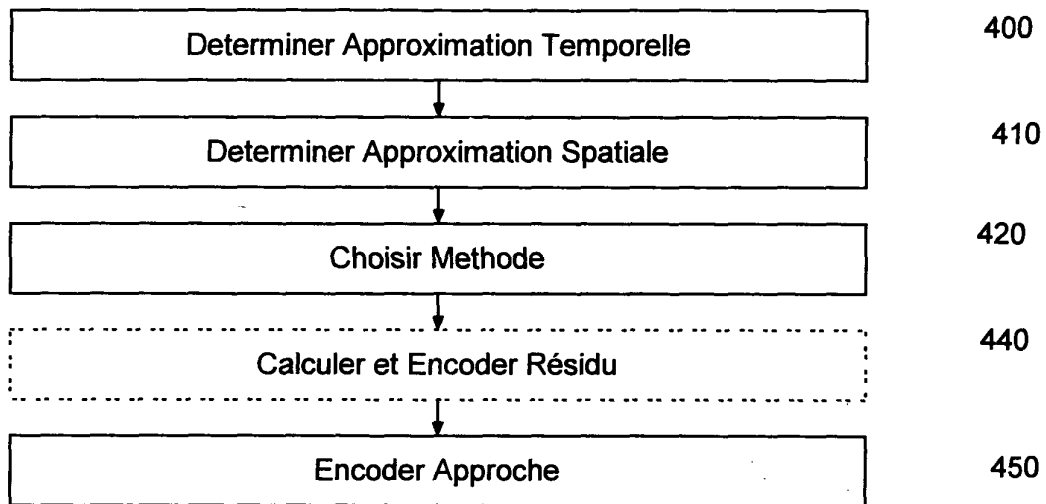 Determiner Approximation Temporelle 400
Determiner Approximation Spatiale 410
Choisir Methode 420
Calculer et Encoder Résidu 440
Encoder Approche 450